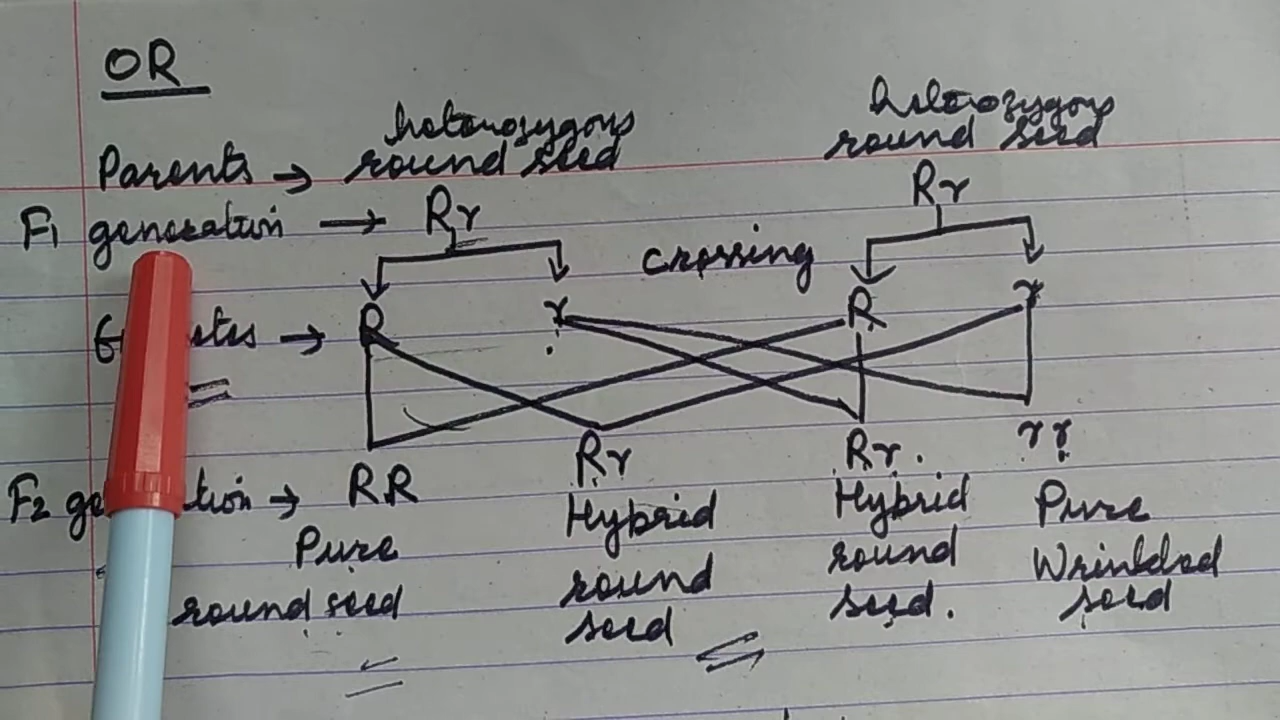 OR
heterozygous heterozygous
Parents → round seed round seed
F1 generation → Rr Rr
crossing
→ R r R r
F2 → RR Rr Rr. rr
Pure Hybrid Hybrid Pure
round seed round round Wrinkled
seed seed. seed